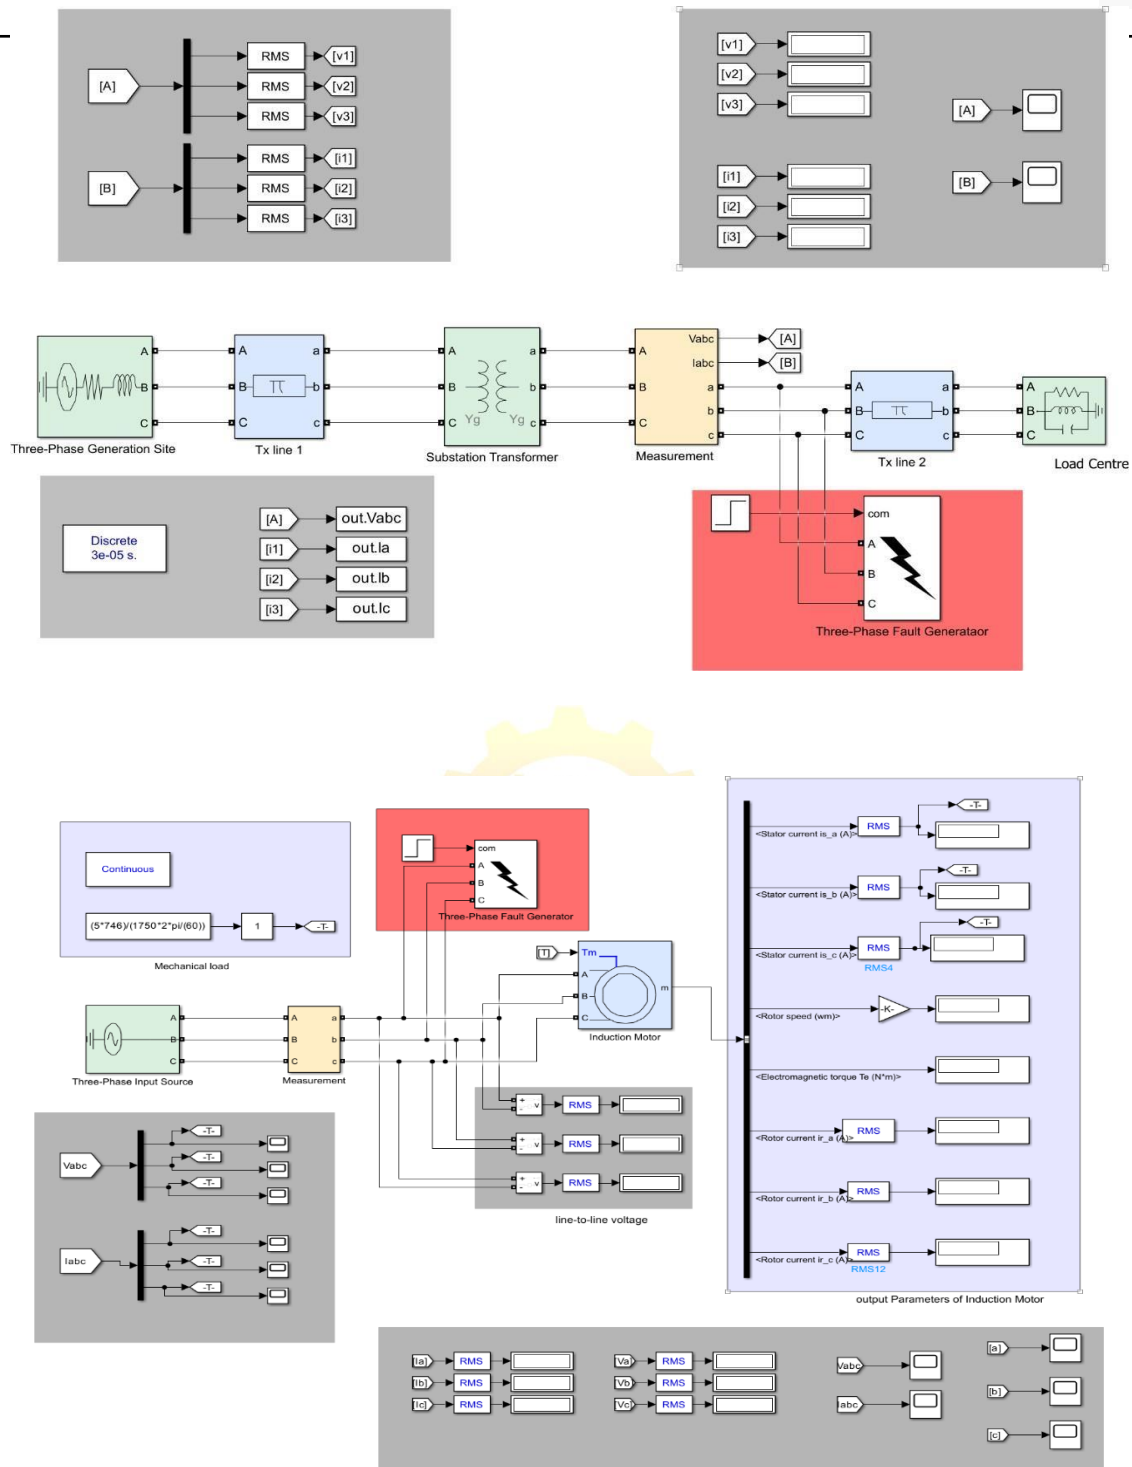 [A]
RMS
[v1]
RMS
[v2]
RMS
[v3]
[B]
RMS
[i1]
RMS
[i2]
RMS
[i3]
[v1]
[v2]
[v3]
[A]
[i1]
[B]
[i2]
[i3]
A
B
C
Three-Phase Generation Site
A
a
B
b
C
c
Tx line 1
A
a
B
b
C
c
Yg
Yg
Substation Transformer
Vabc
Iabc
A
a
B
b
C
c
Measurement
[A]
[B]
A
a
B
b
C
c
Tx line 2
A
B
C
Load Centre
Discrete
3e-05 s.
[A]
out.Vabc
[i1]
out.Ia
[i2]
out.Ib
[i3]
out.Ic
com
A
B
C
Three-Phase Fault Generataor
Continuous
(5*746)/(1750*2*pi/(60))
1
-T-
Mechanical load
com
A
B
C
Three-Phase Fault Generator
[T]
Tm
A
B
C
m
Induction Motor
A
B
C
Three-Phase Input Source
A
a
B
b
C
c
Measurement
Vabc
-T-
-T-
-T-
Iabc
-T-
-T-
-T-
+
-
v
RMS
+
-
v
RMS
+
-
v
RMS
line-to-line voltage
<Stator current is_a (A)>
RMS
-T-
<Stator current is_b (A)>
RMS
-T-
<Stator current is_c (A)>
RMS
RMS4
-T-
<Rotor speed (wm)>
-K-
<Electromagnetic torque Te (N*m)>
<Rotor current ir_a (A)>
RMS
<Rotor current ir_b (A)>
RMS
<Rotor current ir_c (A)>
RMS
RMS12
output Parameters of Induction Motor
[Ia]
RMS
[Ib]
RMS
[Ic]
RMS
[Va]
RMS
[Vb]
RMS
[Vc]
RMS
Vabc
Iabc
[a]
[b]
[c]